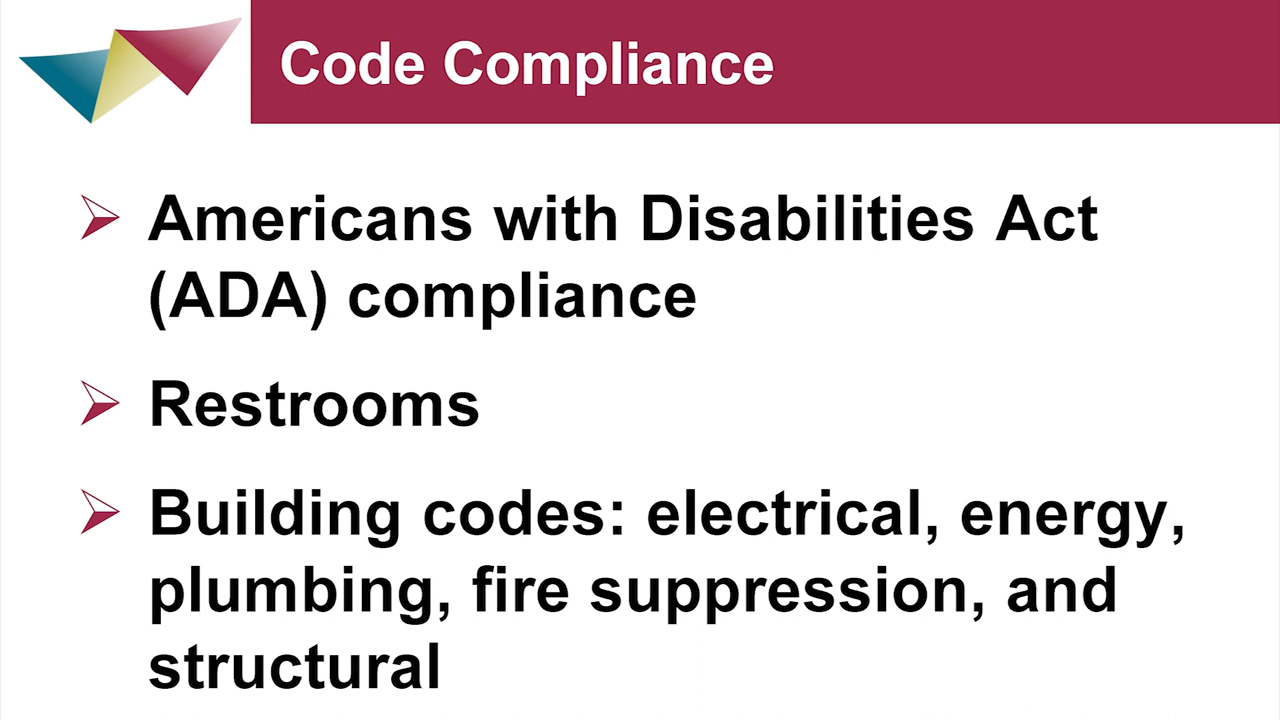 Code Compliance
Americans with Disabilities Act
(ADA) compliance
Restrooms
Building codes: electrical, energy,
plumbing, fire suppression, and
structural